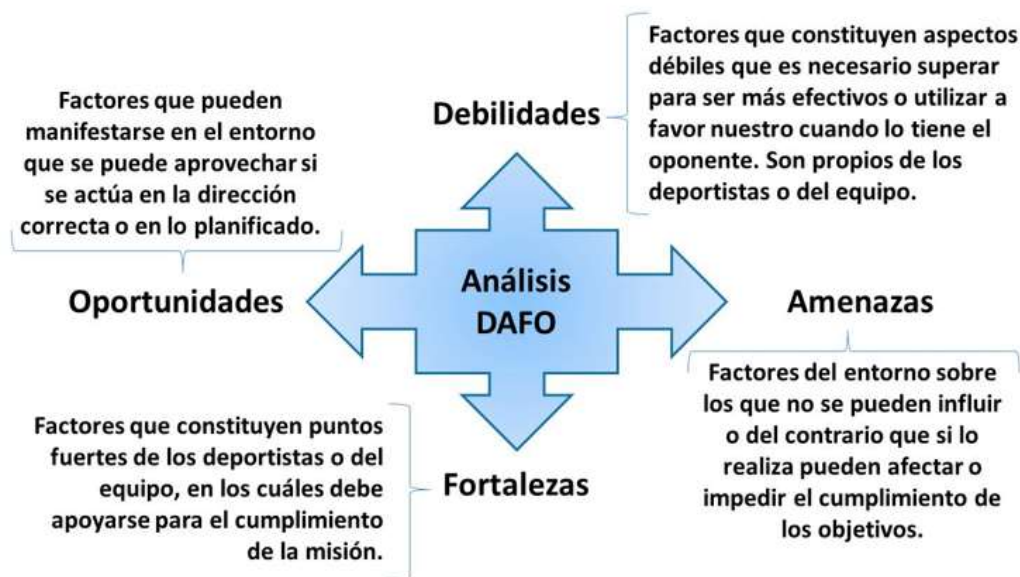 Debilidades
Factores que constituyen aspectos
débiles que es necesario superar
para ser más efectivos o utilizar a
favor nuestro cuando lo tiene el
oponente. Son propios de los
deportistas o del equipo.
Factores que pueden
manifestarse en el entorno
que se puede aprovechar si
se actúa en la dirección
correcta o en lo planificado.
Oportunidades
Análisis
DAFO
Amenazas
Factores del entorno sobre
los que no se pueden influir
o del contrario que si lo
realiza pueden afectar o
impedir el cumplimiento de
los objetivos.
Factores que constituyen puntos
fuertes de los deportistas o del
equipo, en los cuáles debe
apoyarse para el cumplimiento
de la misión.
Fortalezas